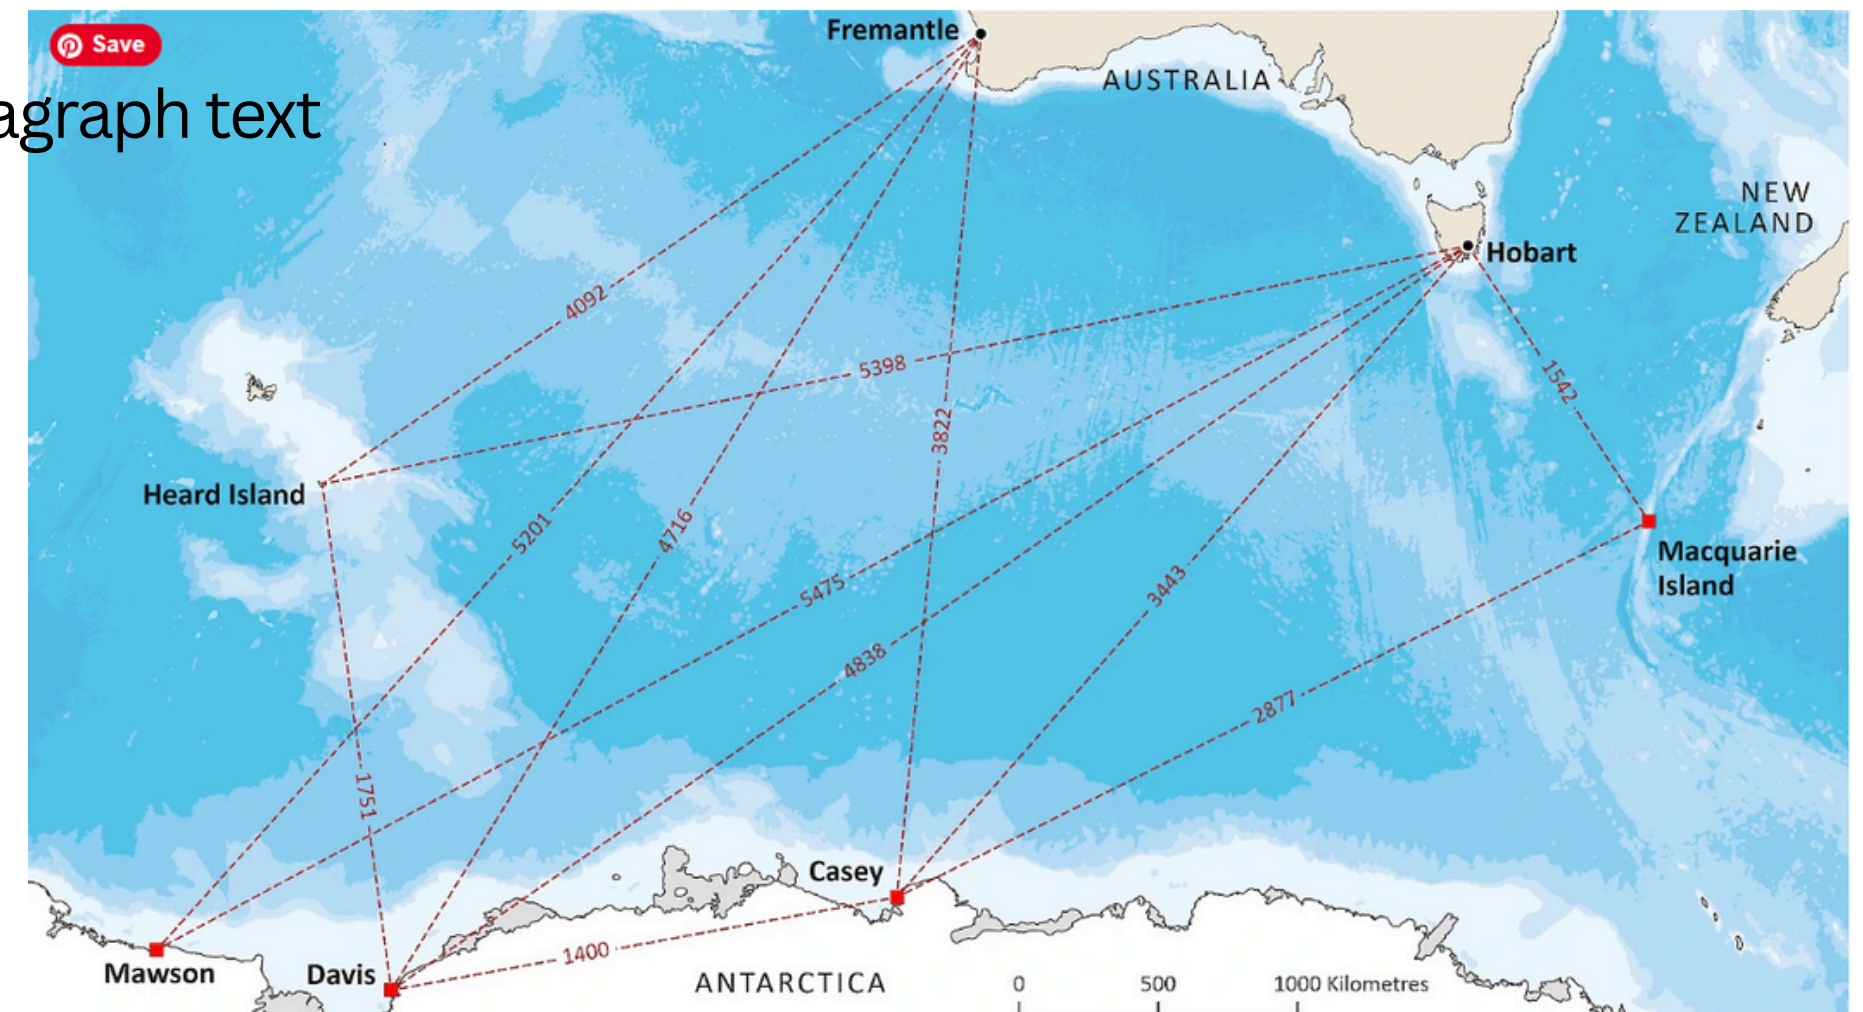 Save
agraph text
Fremantle
AUSTRALIA
NEW
ZEALAND
Hobart
4092
5398
1542
3822
Heard Island
5201
4716
Macquarie
Island
5475
3443
4838
2877
1751
Casey
1400
Mawson
Davis
ANTARCTICA
0 500 1000 Kilometres